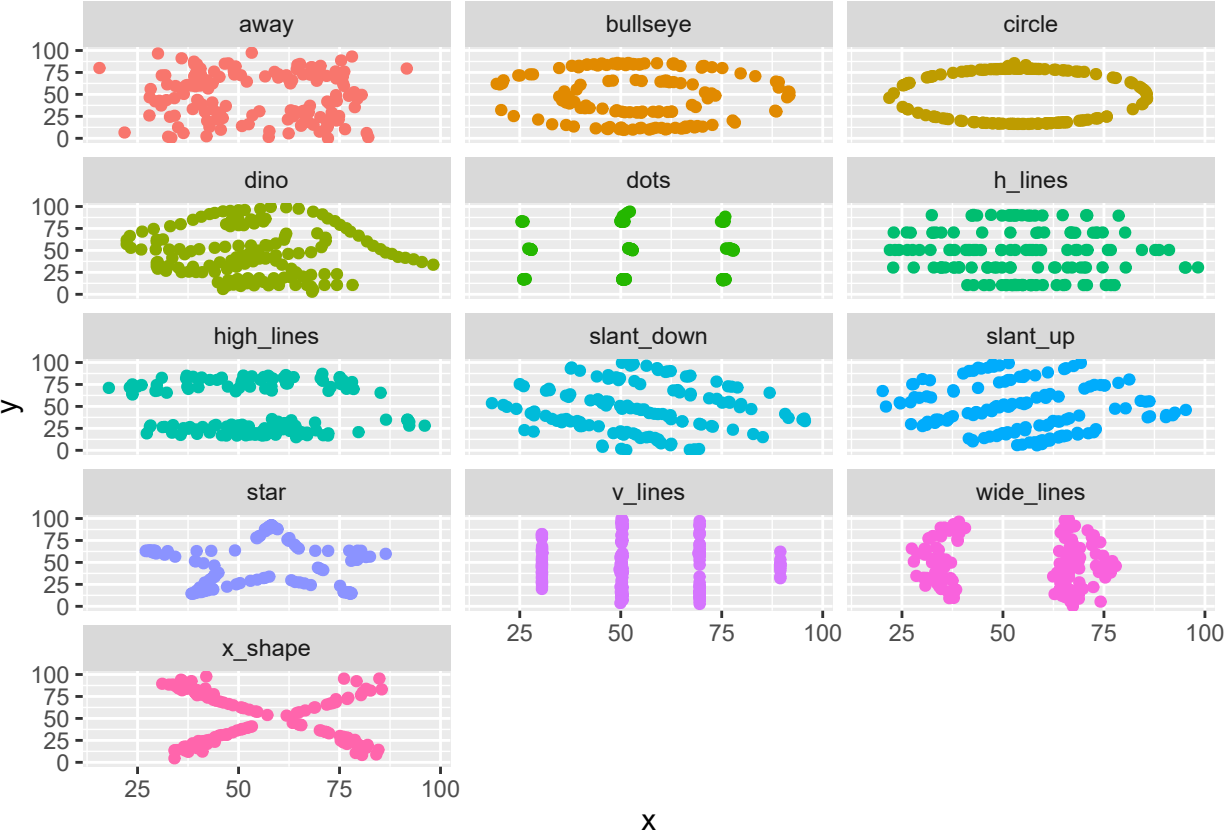 away bullseye circle
100
75
50
25
0
dino dots h_lines
100
75
50
25
0
high_lines slant_down slant_up
100
75
50
25
0
y
star v_lines wide_lines
100
75
50
25
0
25 50 75 100 25 50 75 100
x_shape
100
75
50
25
0
25 50 75 100
x